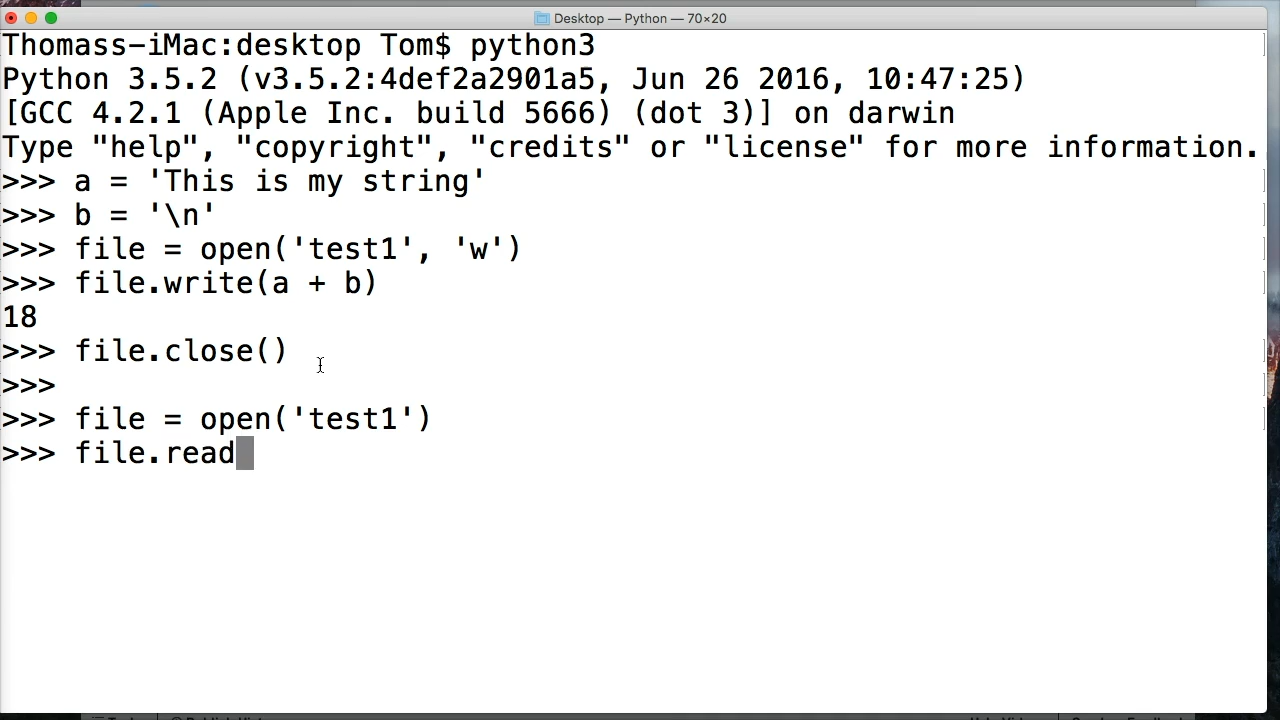 Desktop — Python — 70×20
Thomass-iMac:desktop Tom$ python3
Python 3.5.2 (v3.5.2:4def2a2901a5, Jun 26 2016, 10:47:25)
[GCC 4.2.1 (Apple Inc. build 5666) (dot 3)] on darwin
Type "help", "copyright", "credits" or "license" for more information.
>>> a = 'This is my string'
>>> b = '\n'
>>> file = open('test1', 'w')
>>> file.write(a + b)
18
>>> file.close()
>>>
>>> file = open('test1')
>>> file.read